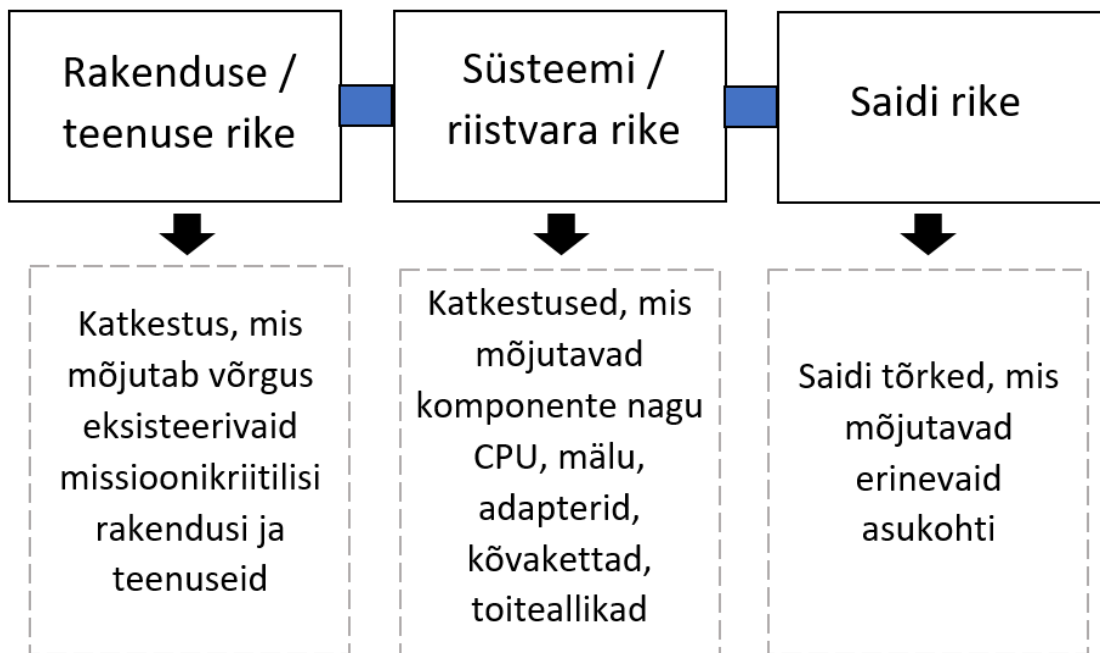 Rakenduse /
teenuse rike
Süsteemi /
riistvara rike
Saidi rike
Katkestus, mis
mõjutab võrgus
eksisteerivaid
missioonikriitilisi
rakendusi ja
teenuseid
Katkestused, mis
mõjutavad
komponente nagu
CPU, mälu,
adapterid,
kõvakettad,
toiteallikad
Saidi tõrked, mis
mõjutavad
erinevaid
asukohti